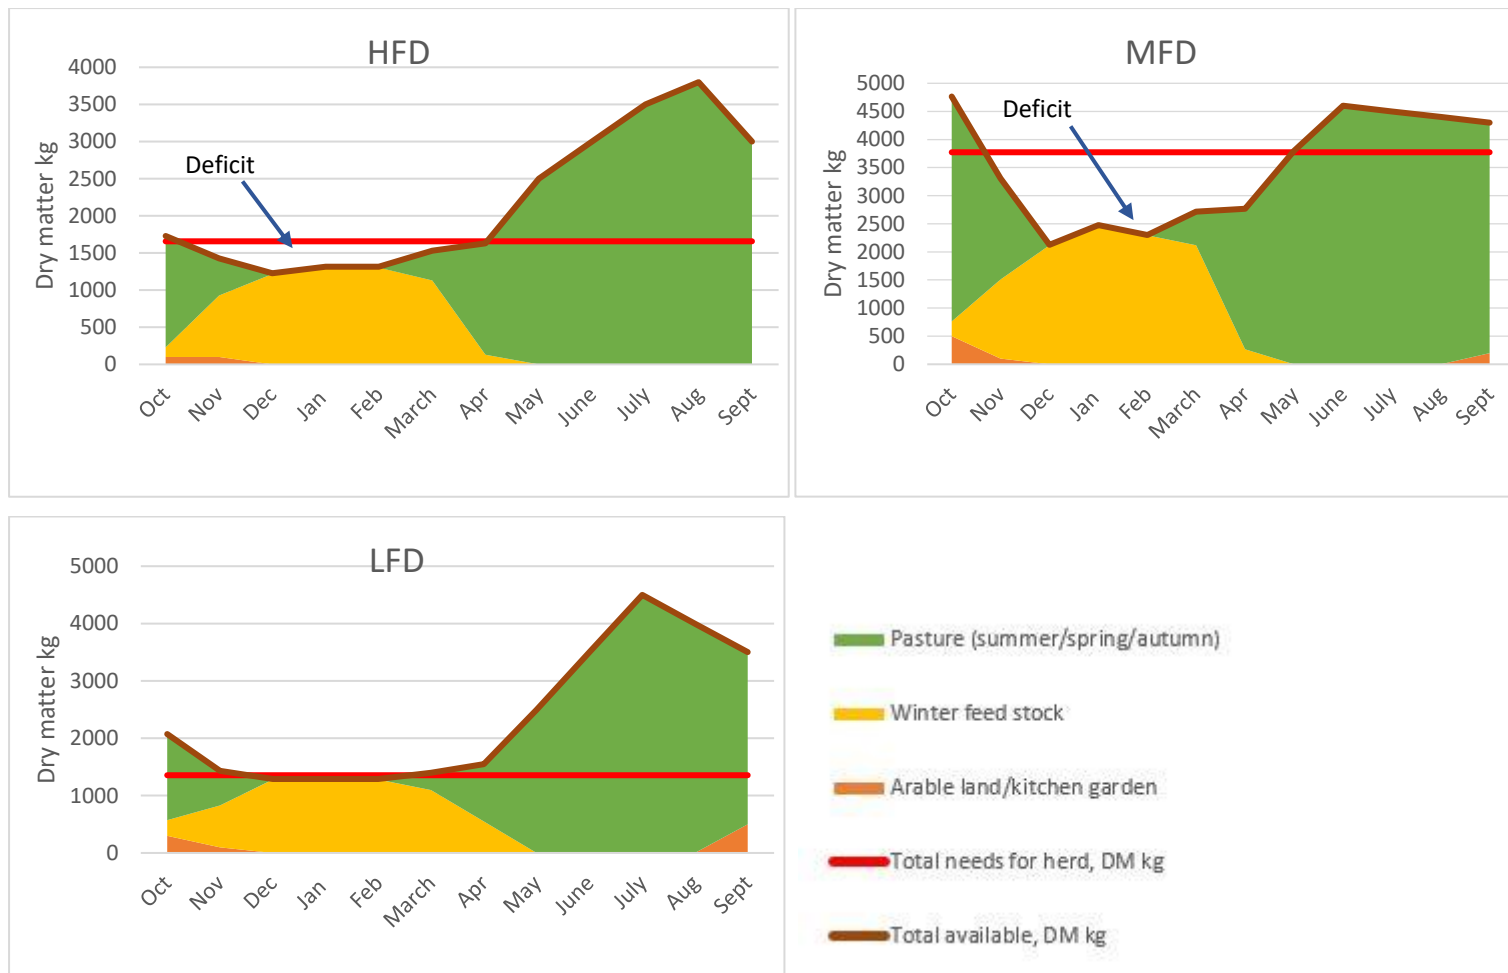 HFD
4000
3500
3000
2500
2000
1500
1000
500
0
Dry matter kg
Deficit
Oct
Nov
Dec
Jan
Feb
March
Apr
May
June
July
Aug
Sept
MFD
5000
4500
4000
3500
3000
2500
2000
1500
1000
500
0
Dry matter kg
Deficit
Oct
Nov
Dec
Jan
Feb
March
Apr
May
June
July
Aug
Sept
LFD
5000
4000
3000
2000
1000
0
Dry matter kg
Oct
Nov
Dec
Jan
Feb
March
Apr
May
June
July
Aug
Sept
Pasture (summer/spring/autumn)
Winter feed stock
Arable land/kitchen garden
Total needs for herd, DM kg
Total available, DM kg